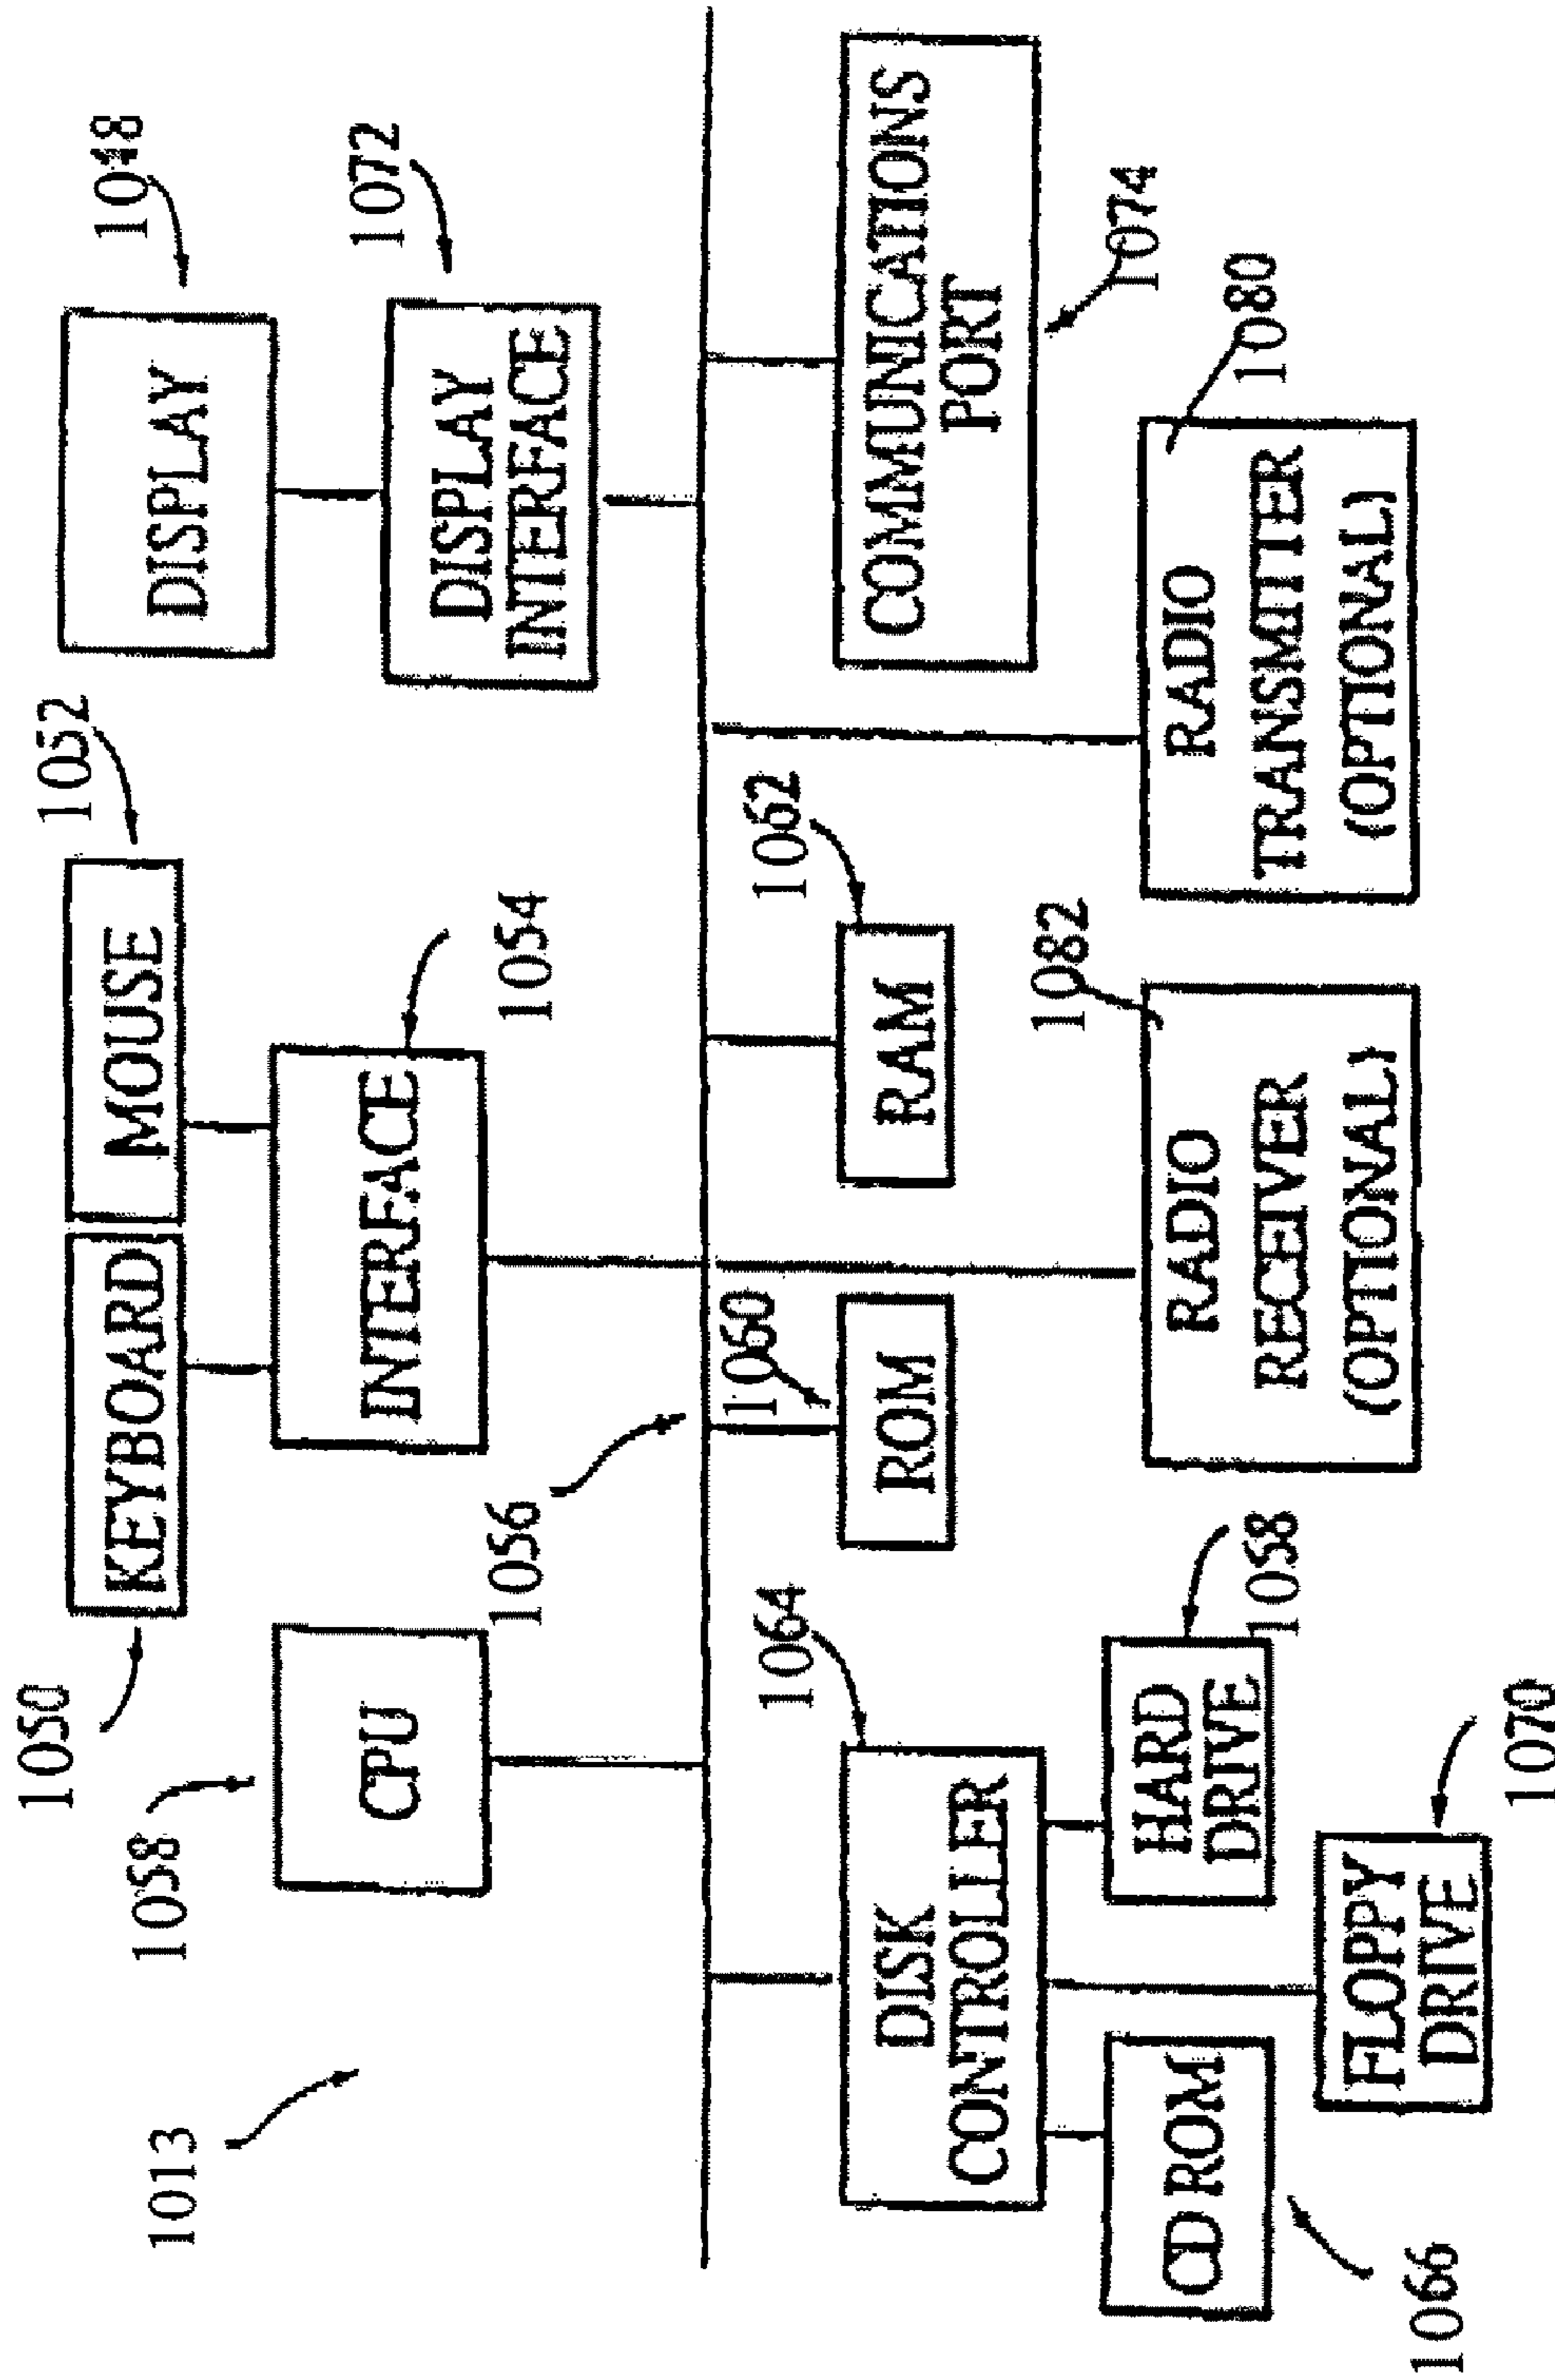 1013
1058
CPU
1050
KEYBOARD
MOUSE
1052
INTERFACE
1054
DISPLAY
1048
DISPLAY
INTERFACE
1072
1056
DISK
CONTROLLER
1064
CD ROM
1066
HARD
DRIVE
1058
FLOPPY
DRIVE
1070
ROM
1060
RAM
1062
RADIO
RECEIVER
(OPTIONAL)
1082
RADIO
TRANSMITTER
(OPTIONAL)
1080
COMMUNICATIONS
PORT
1074